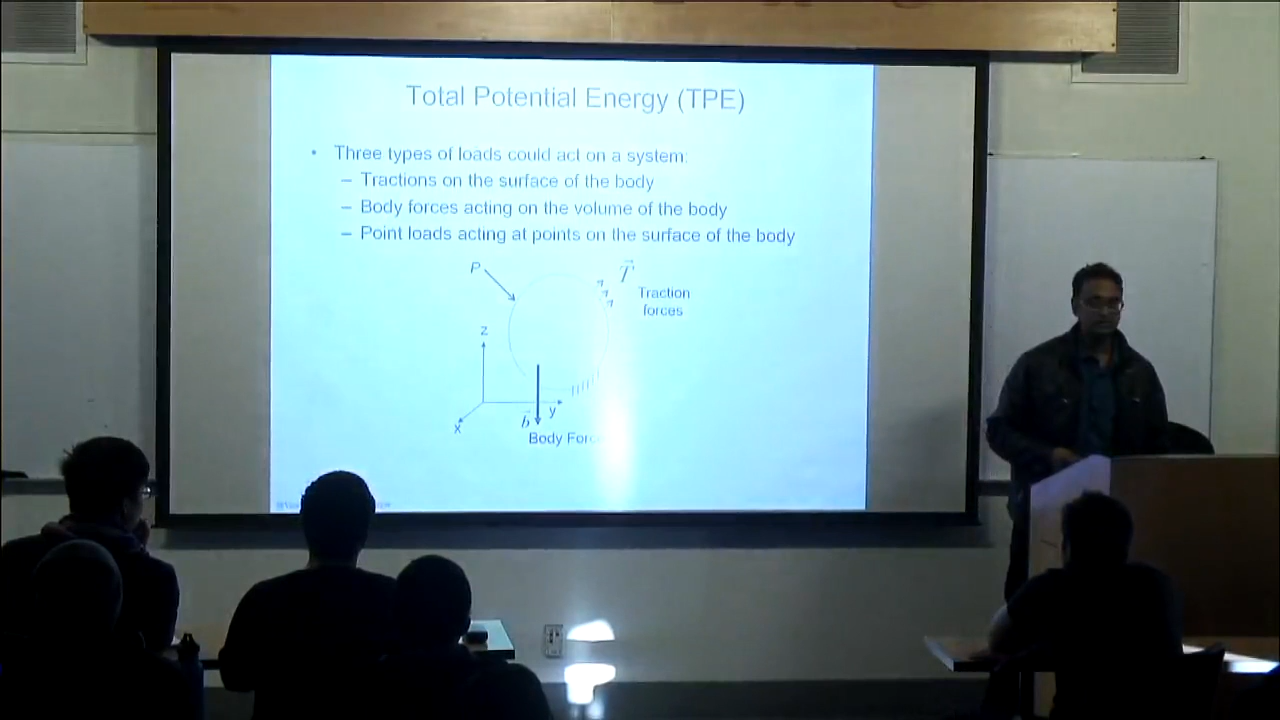 Total Potential Energy (TPE)
• Three types of loads could act on a system:
– Tractions on the surface of the body
– Body forces acting on the volume of the body
– Point loads acting at points on the surface of the body
P
T
Traction
forces
z
y
b
x
Body Forc